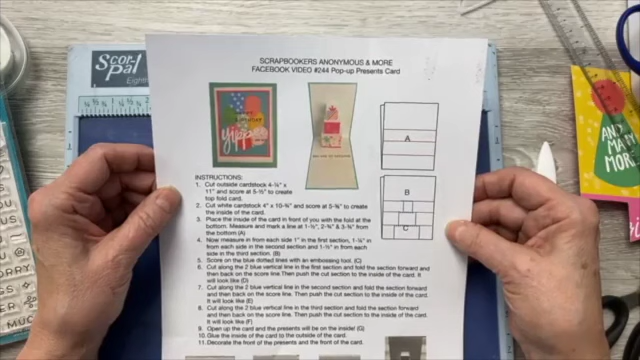 SCRAPBOOKERS ANONYMOUS & MORE
FACEBOOK VIDEO #244 Pop-up Presents Card
Scor-
Pal
Eigh
yippee
A
B
C
AND
MANY
MORE
INSTRUCTIONS:
1. Cut outside cardstock 4-¼" x
11" and score at 5-½" to create
top fold card.
2. Cut white cardstock 4" x 10-¾" and score at 5-⅜" to create
the inside of the card.
3. Place the inside of the card in front of you with the fold at the
bottom. Measure and mark a line at 1-½", 2-¾" & 3-¾" from
the bottom (A)
4. Now measure in from each side 1" in the first section, 1-¼" in
from each side in the second section and 1-½" from each side
in the third section. (B)
5. Score on the blue dotted lines with an embossing tool. (C)
6. Cut along the 2 blue vertical line in the first section and fold the section forward
and then back on the score line. Then push the cut section to the inside of the card. It
will look like (D)
7. Cut along the 2 blue vertical line in the second section and fold the section forward
and then back on the score line. Then push the cut section to the inside of the card.
It will look like (E)
8. Cut along the 2 blue vertical line in the third section and fold the section forward
and then back on the score line. Then push the cut section to the inside of the card.
It will look like (F)
9. Open up the card and the presents will be on the inside! (G)
10. Glue the inside of the card to the outside of the card.
11. Decorate the front of the presents and the front of the card.